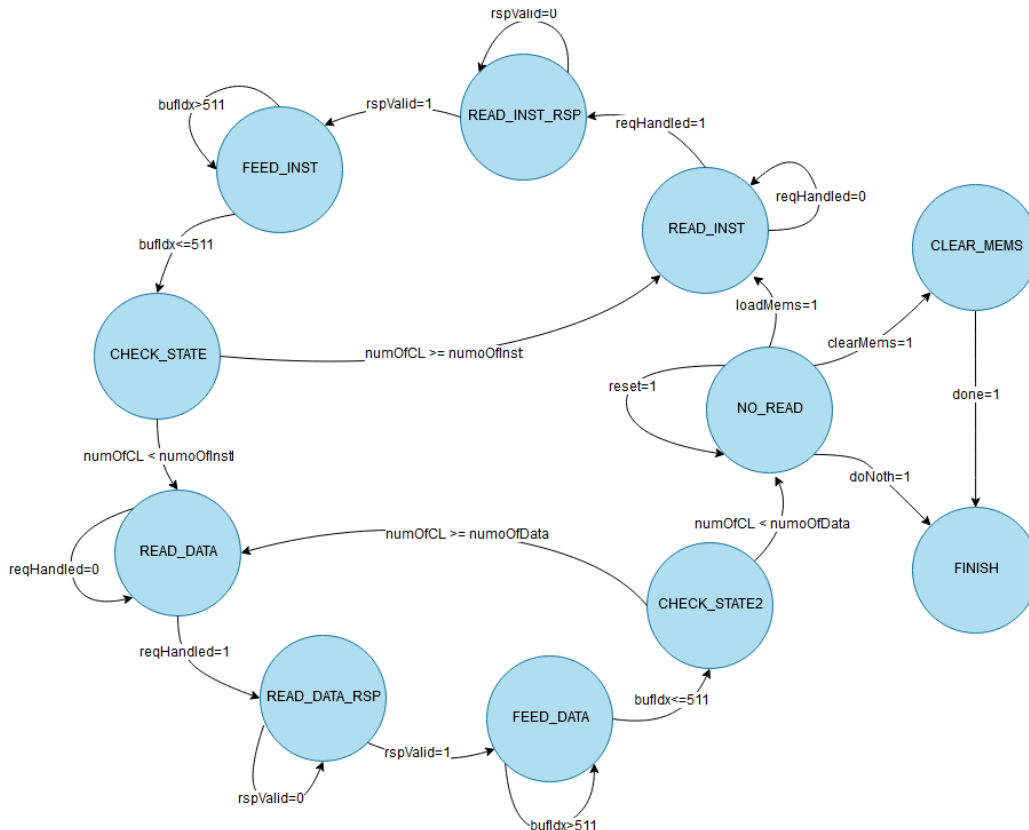 rspValid=0
bufIdx>511
rspValid=1
READ_INST_RSP
reqHandled=1
FEED_INST
reqHandled=0
READ_INST
CLEAR_MEMS
bufIdx<=511
loadMems=1
CHECK_STATE
numOfCL >= numoOfInst
clearMems=1
reset=1
NO_READ
done=1
numOfCL < numoOfInstl
doNoth=1
numOfCL < numoOfData
numOfCL >= numoOfData
READ_DATA
reqHandled=0
FINISH
CHECK_STATE2
reqHandled=1
READ_DATA_RSP
bufIdx<=511
FEED_DATA
rspValid=1
rspValid=0
bufIdx>511